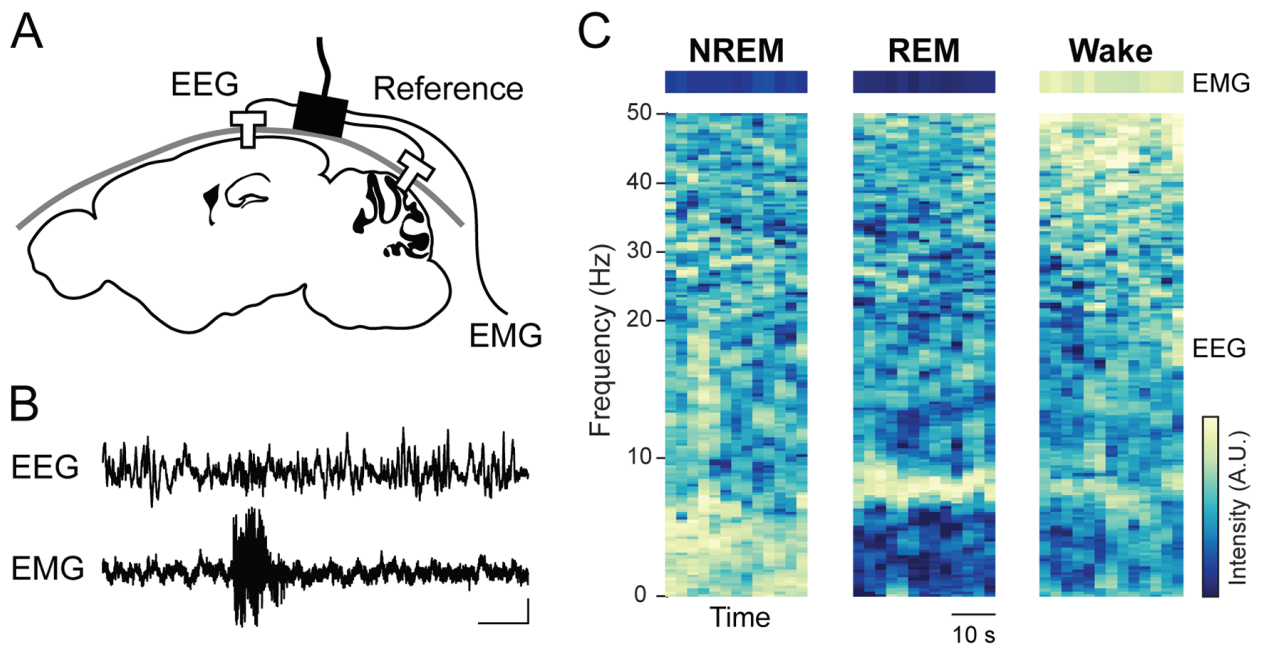 A
EEG
Reference
EMG
B
EEG
EMG
C
NREM
REM
Wake
EMG
50
40
30
20
10
0
Frequency (Hz)
EEG
Intensity (A.U.)
Time
10 s